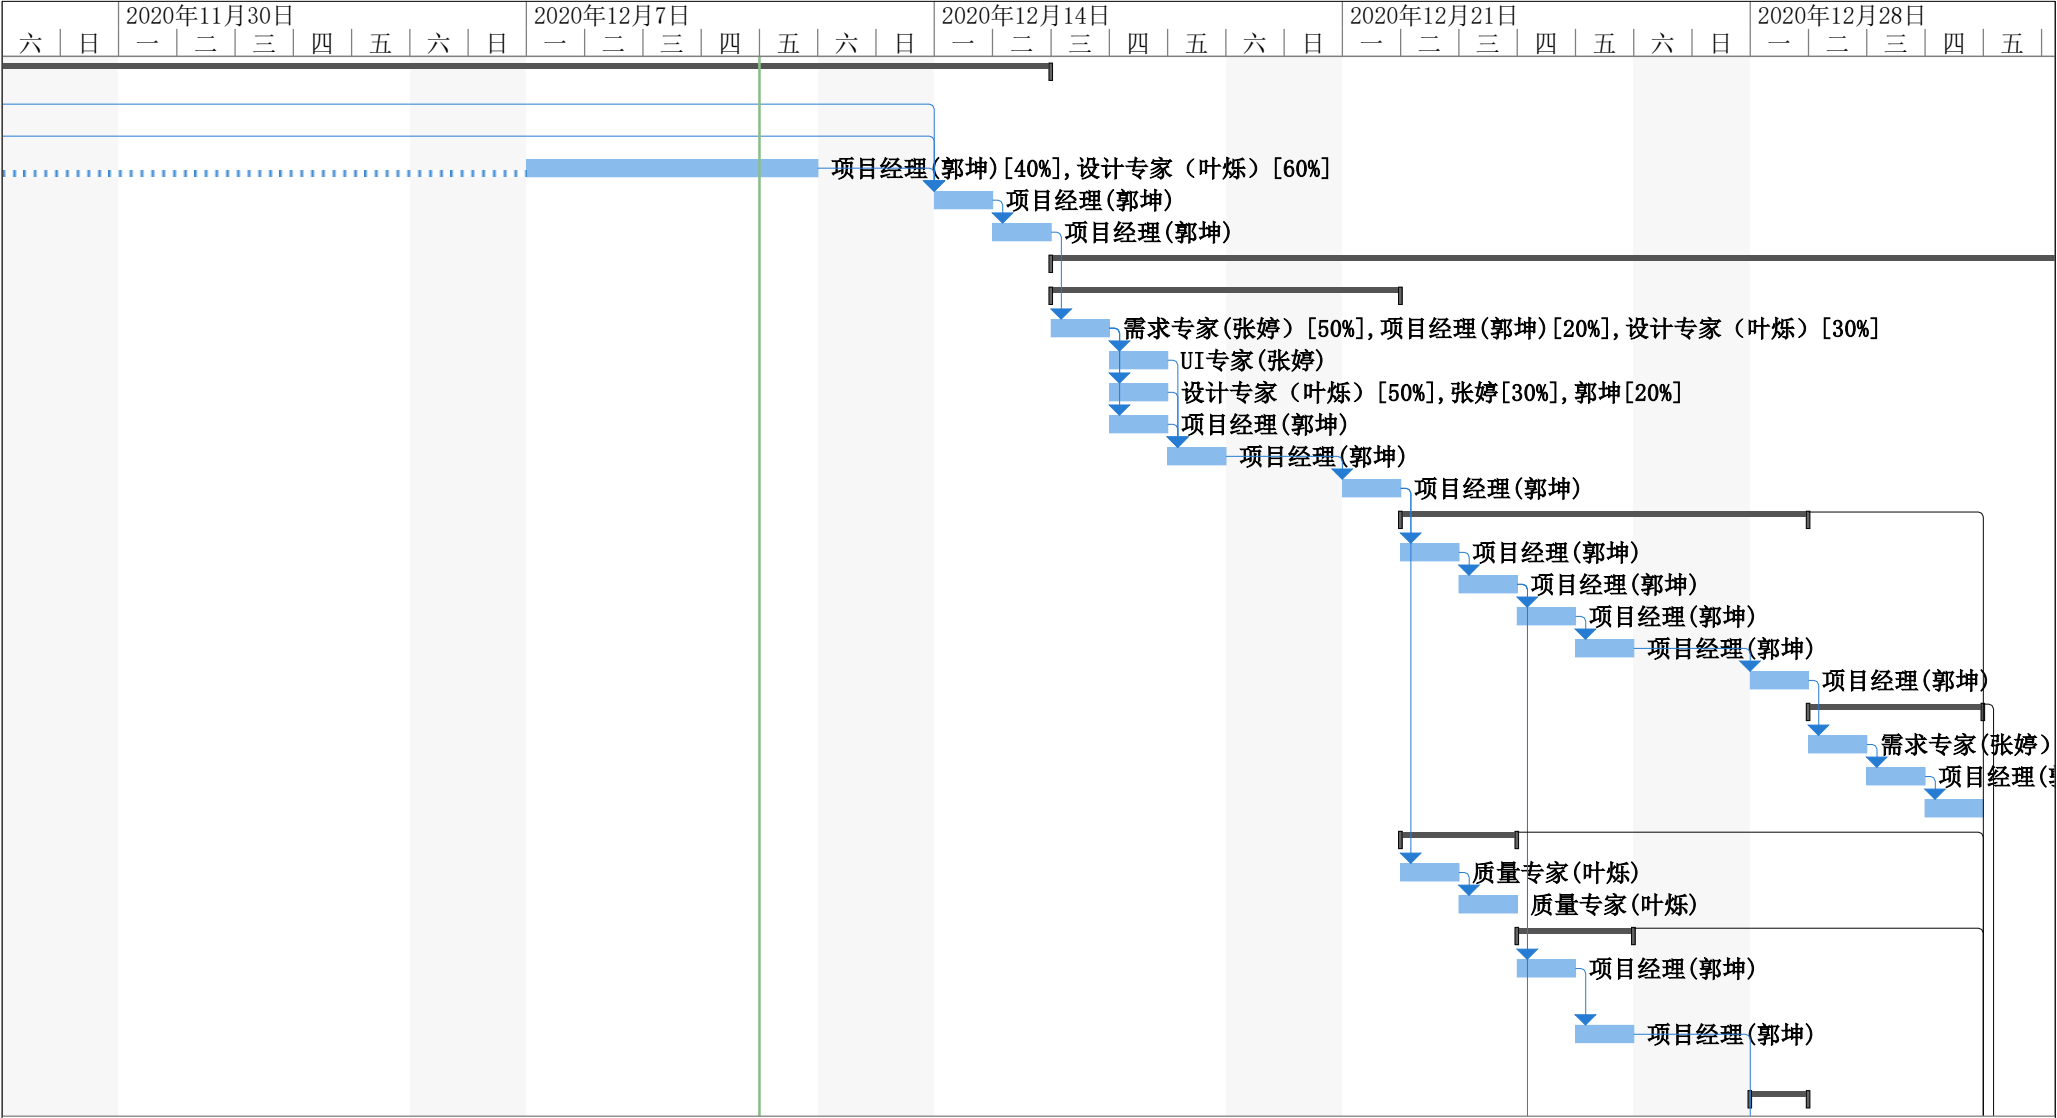 2020年11月30日 2020年12月7日 2020年12月14日 2020年12月21日 2020年12月28日
六 日 一 二 三 四 五 六 日 一 二 三 四 五 六 日 一 二 三 四 五 六 日 一 二 三 四 五 六 日 一 二 三 四 五
项目经理(郭坤)[40%],设计专家（叶烁）[60%]
项目经理(郭坤)
项目经理(郭坤)
需求专家(张婷）[50%],项目经理(郭坤)[20%],设计专家（叶烁）[30%]
UI专家(张婷)
设计专家（叶烁）[50%],张婷[30%],郭坤[20%]
项目经理(郭坤)
项目经理(郭坤)
项目经理(郭坤)
项目经理(郭坤)
项目经理(郭坤)
项目经理(郭坤)
项目经理(郭坤)
项目经理(郭坤)
需求专家(张婷）
项目经理(
质量专家(叶烁)
质量专家(叶烁)
项目经理(郭坤)
项目经理(郭坤)